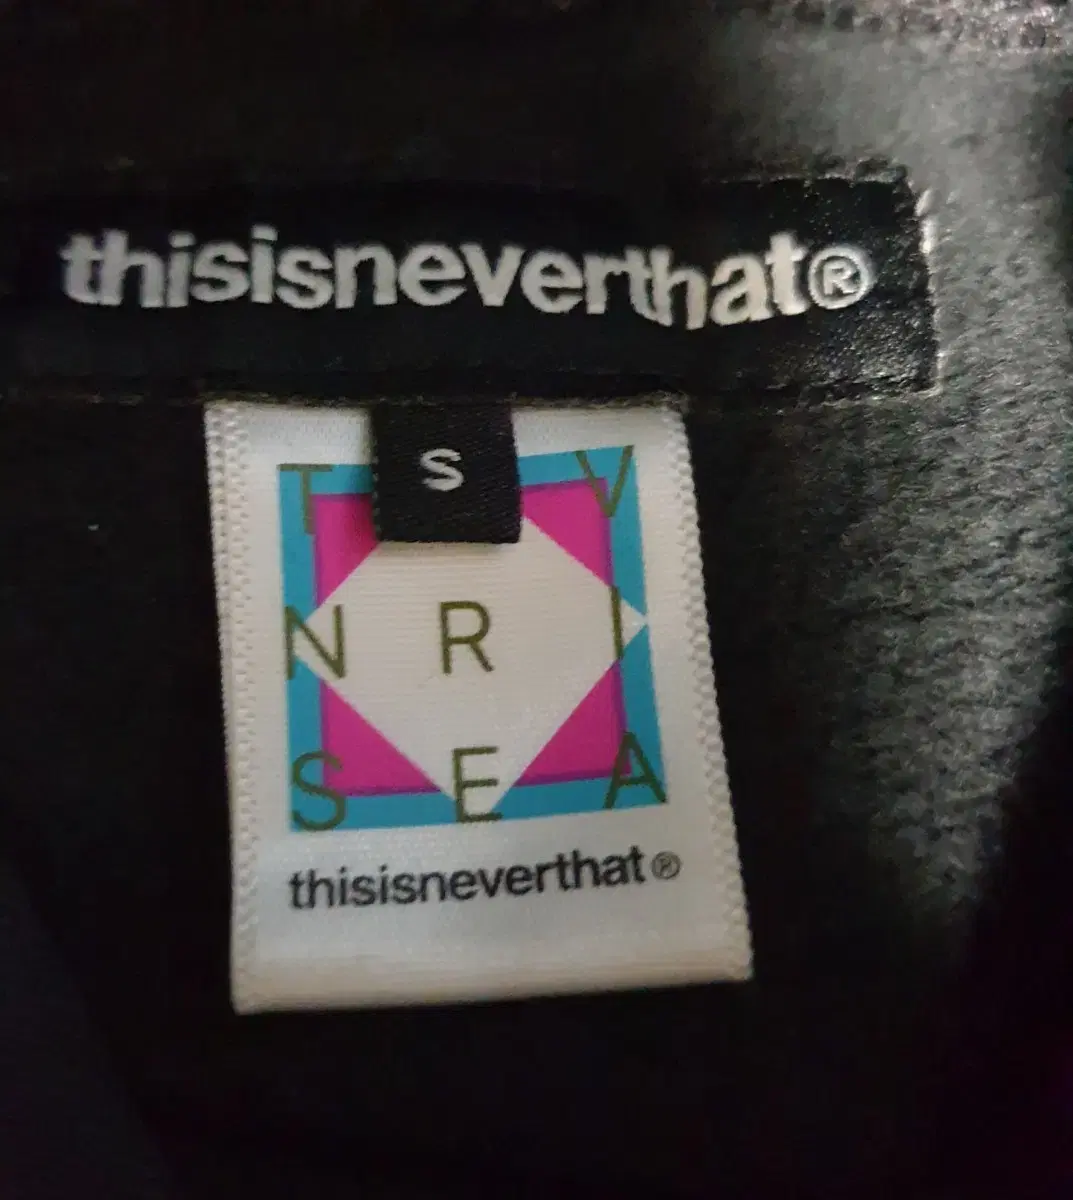 thisisneverthat®
S
T V
N R I
S E A
thisisneverthat®